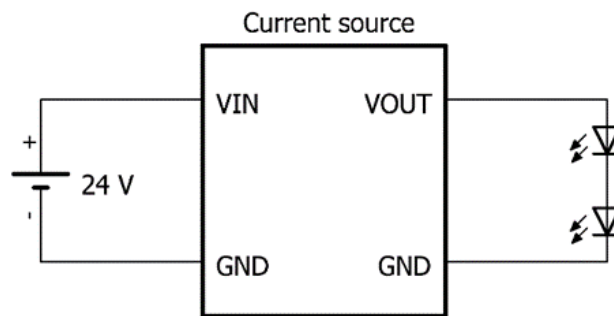 Current source
VIN
VOUT
+
24 V
-
GND
GND